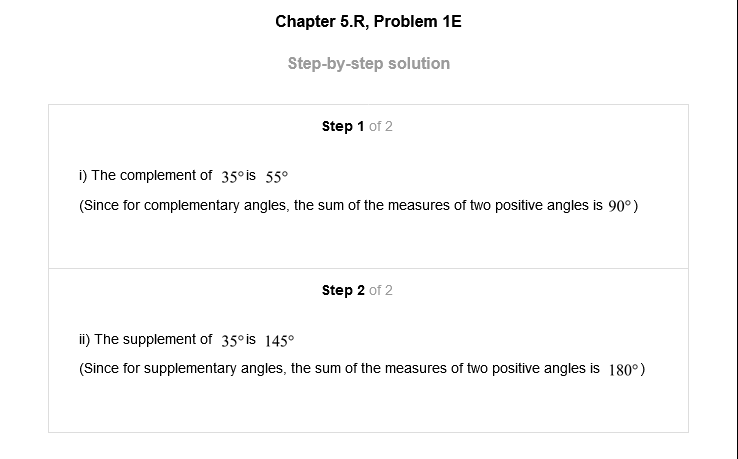 Chapter 5.R, Problem 1E
Step-by-step solution
Step 1 of 2
i) The complement of 35° is 55°
(Since for complementary angles, the sum of the measures of two positive angles is 90°)
Step 2 of 2
ii) The supplement of 35° is 145°
(Since for supplementary angles, the sum of the measures of two positive angles is 180°)